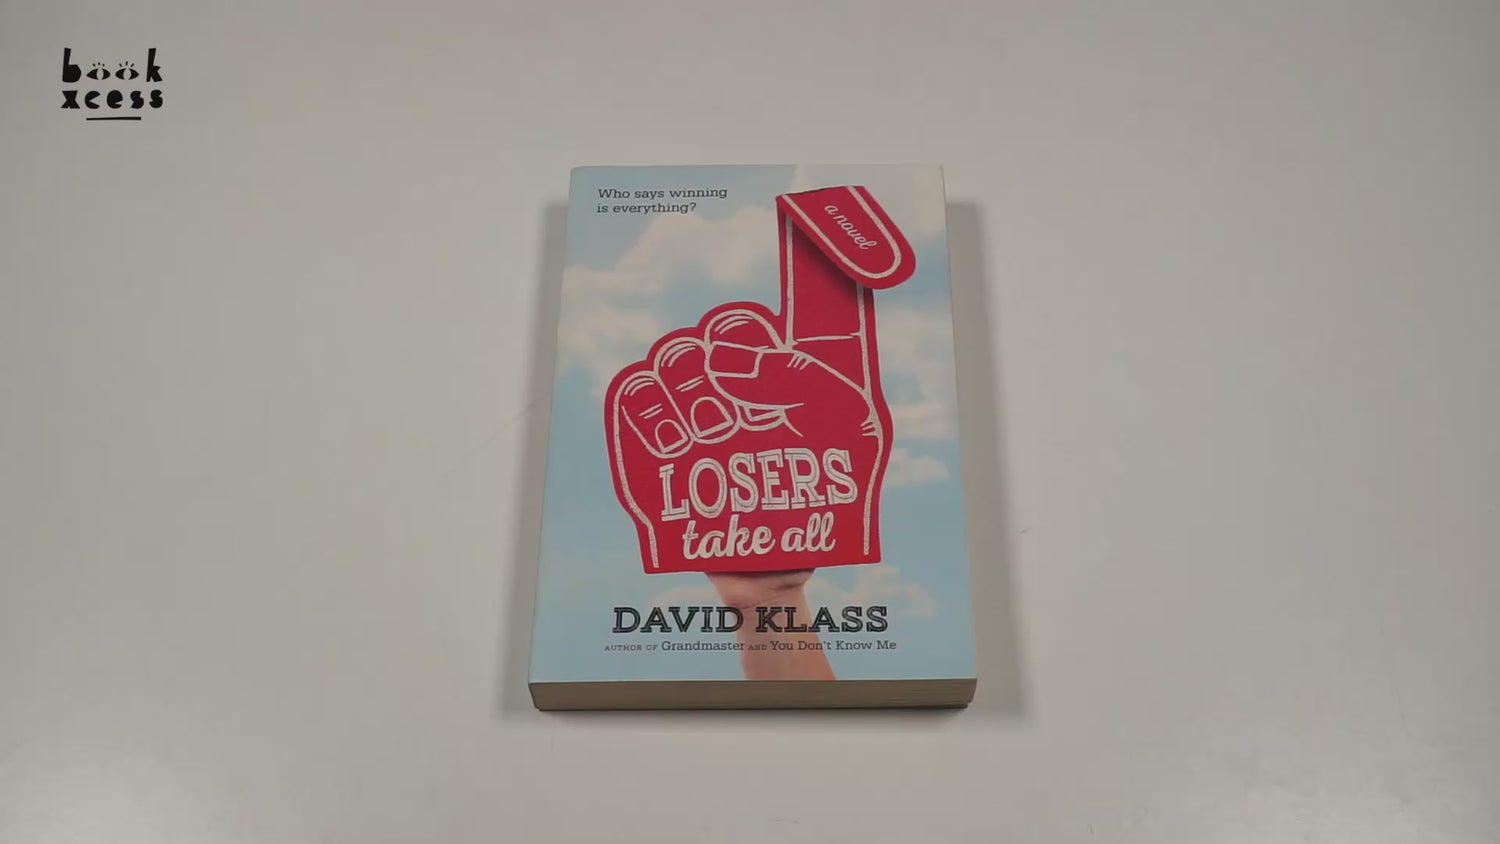 book
xcess
Who says winning
is everything?
a novel
LOSERS
take all
DAVID KLASS
AUTHOR OF Grandmaster AND You Don't Know Me